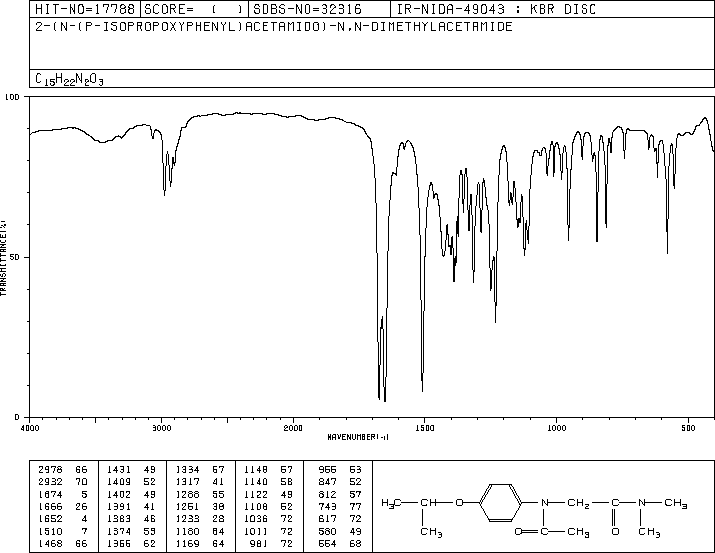 HIT-NO=17788 SCORE= ( ) SDBS-NO=32316 IR-NIDA-49043 : KBR DISC
2-(N-(P-ISOPROPOXYPHENYL)ACETAMIDO)-N,N-DIMETHYLACETAMIDE
C15H22N2O3
100
50
0
TRANSMITTANCE(%)
4000 3000 2000 1500 1000 500
WAVENUMBER(-1)
2978 66 1431 49 1334 57 1148 57 955 53
2932 70 1409 52 1317 41 1140 58 847 52
1674 5 1402 49 1288 55 1122 49 812 57
1666 26 1391 41 1251 38 1108 52 743 77
1652 4 1383 46 1233 28 1036 72 617 72
1510 7 1374 53 1180 64 1011 72 580 49
1468 66 1355 62 1169 64 981 72 554 68
H3C CH O N CH2 C N CH3
CH3 O C CH3 O CH3